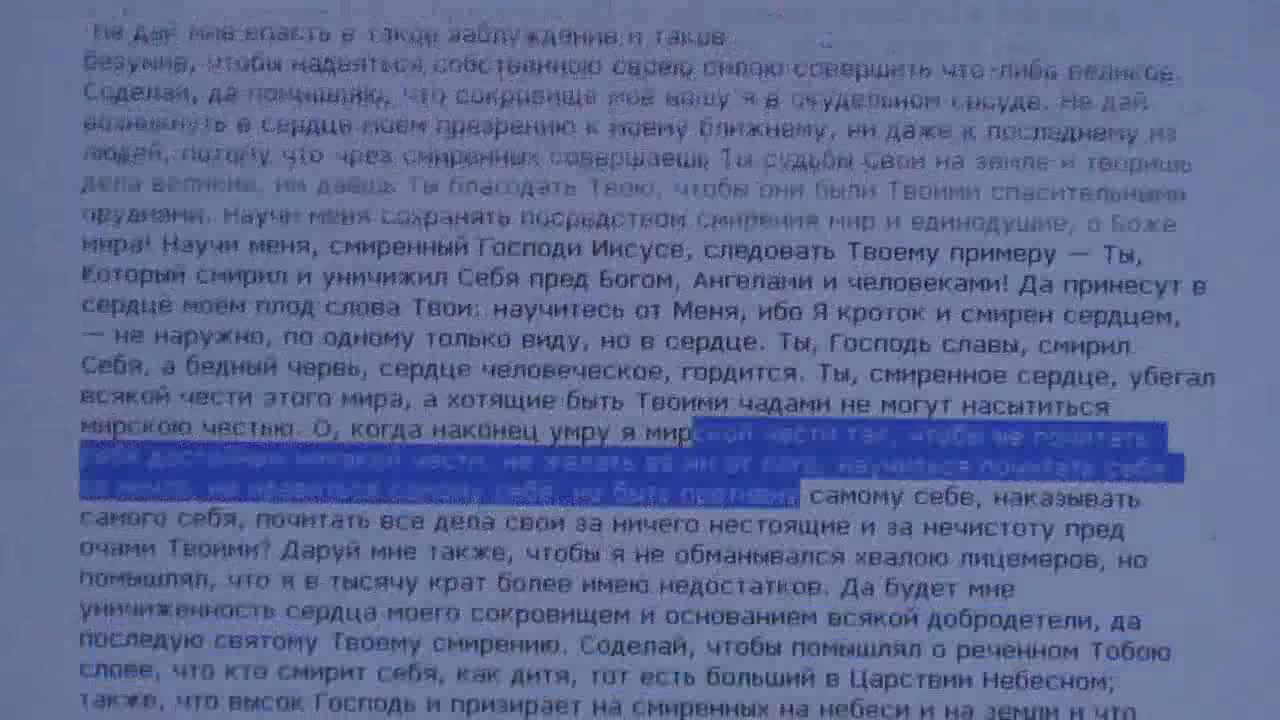 Не дай мне впасть в такое заблуждение и такое
безумие, чтобы надеяться собственною своею силою совершить что-либо великое.
Соделай, да помышляю, что сокровище мое ношу я в скудельном сосуде. Не дай
возникнуть в сердце моем презрению к моему ближнему, ни даже к последнему из
людей, потому что чрез смиренных совершаешь Ты судьбы Свои на земле и творишь
дела великие, им даёшь Ты благодать Твою, чтобы они были Твоими спасительными
орудиями. Научи меня сохранять посредством смирения мир и единодушие, о Боже
мира! Научи меня, смиренный Господи Иисусе, следовать Твоему примеру — Ты,
Который смирил и уничижил Себя пред Богом, Ангелами и человеками! Да принесут в
сердце моём плод слова Твои: научитесь от Меня, ибо Я кроток и смирен сердцем,
— не наружно, по одному только виду, но в сердце. Ты, Господь славы, смирил
Себя, а бедный червь, сердце человеческое, гордится. Ты, смиренное сердце, убегал
всякой чести этого мира, а хотящие быть Твоими чадами не могут насытиться
мирскою честью. О, когда наконец умру я мирской чести так, чтобы не почитать
себя достойным никакой чести, не желать её ни от кого, научиться почитать себя
за ничто, не нравиться самому себе, но быть самому себе, наказывать
самого себя, почитать все дела свои за ничего нестоящие и за нечистоту пред
очами Твоими? Даруй мне также, чтобы я не обманывался хвалою лицемеров, но
помышлял, что я в тысячу крат более имею недостатков. Да будет мне
уничиженность сердца моего сокровищем и основанием всякой добродетели, да
последую святому Твоему смирению. Соделай, чтобы помышлял о реченном Тобою
слове, что кто смирит себя, как дитя, тот есть больший в Царствии Небесном;
также, что высок Господь и призирает на смиренных на небеси и на земли и что